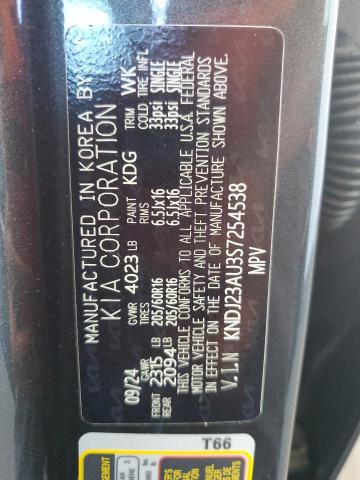 MANUFACTURED IN KOREA BY
KIA CORPORATION
09/24 GVWR 4023 LB PAINT KDG TRIM WK
TIRES RIMS COLD TIRE INFL
FRONT 2315 LB 205/60R16 6.5Jx16 33psi SINGLE
REAR 2094 LB 205/60R16 6.5Jx16 33psi SINGLE
THIS VEHICLE CONFORMS TO ALL APPLICABLE U.S.A. FEDERAL
MOTOR VEHICLE SAFETY AND THEFT PREVENTION STANDARDS
IN EFFECT ON THE DATE OF MANUFACTURE SHOWN ABOVE.
V.I.N KNDJ23AU3S7254538
MPV
T66